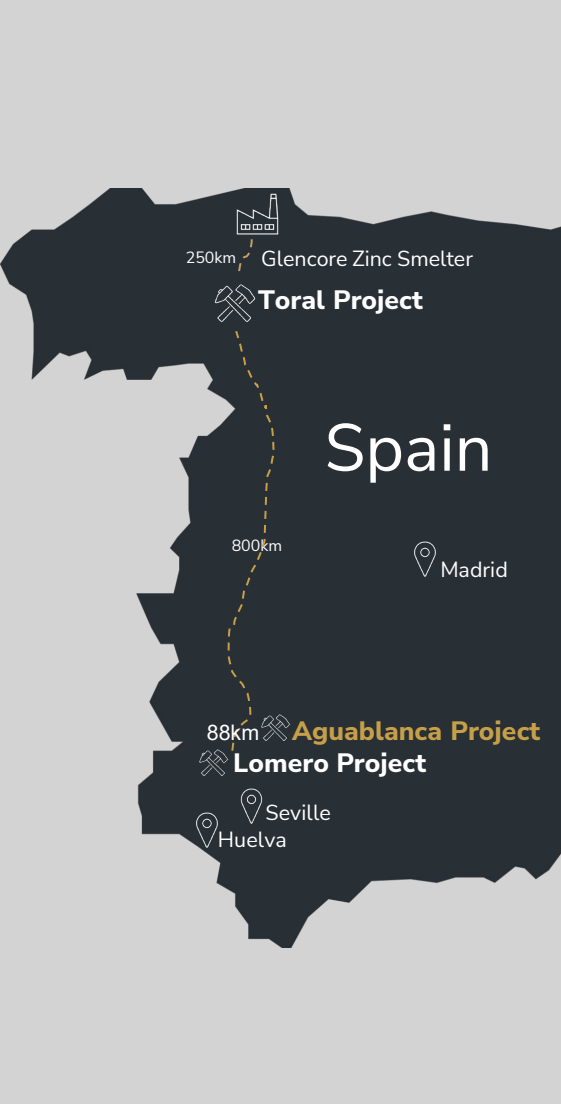 250km
Glencore Zinc Smelter
Toral Project
Spain
800km
Madrid
88km
Aguablanca Project
Lomero Project
Seville
Huelva